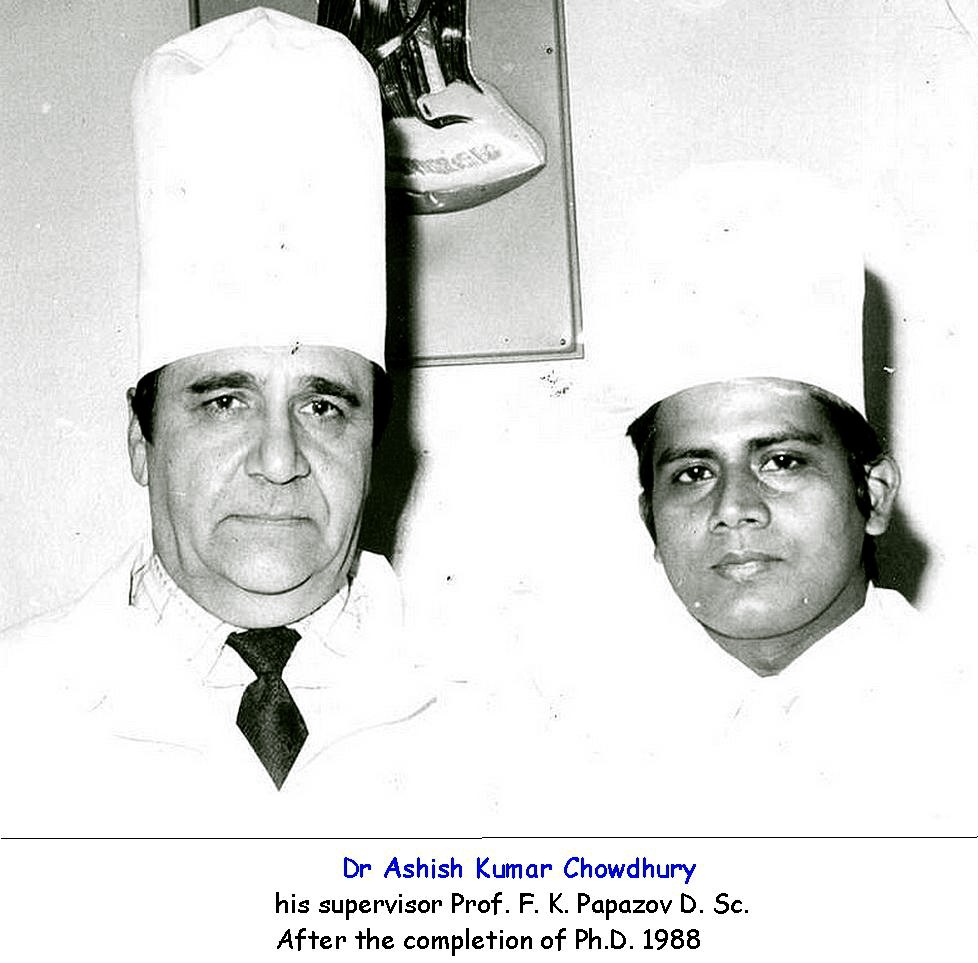 Dr Ashish Kumar Chowdhury
his supervisor Prof. F. K. Papazov D. Sc.
After the completion of Ph.D. 1988